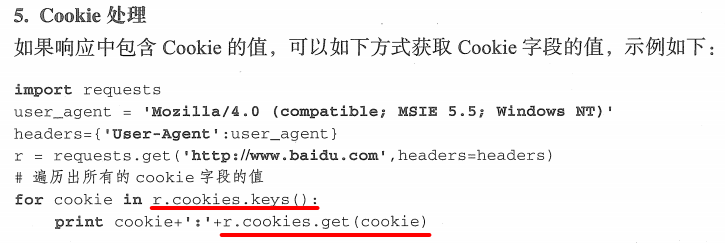 5. Cookie 处理
如果响应中包含 Cookie 的值，可以如下方式获取 Cookie 字段的值，示例如下：
import requests
user_agent = 'Mozilla/4.0 (compatible; MSIE 5.5; Windows NT)'
headers={'User-Agent':user_agent}
r = requests.get('http://www.baidu.com',headers=headers)
# 遍历出所有的 cookie 字段的值
for cookie in r.cookies.keys():
    print cookie+':'+r.cookies.get(cookie)